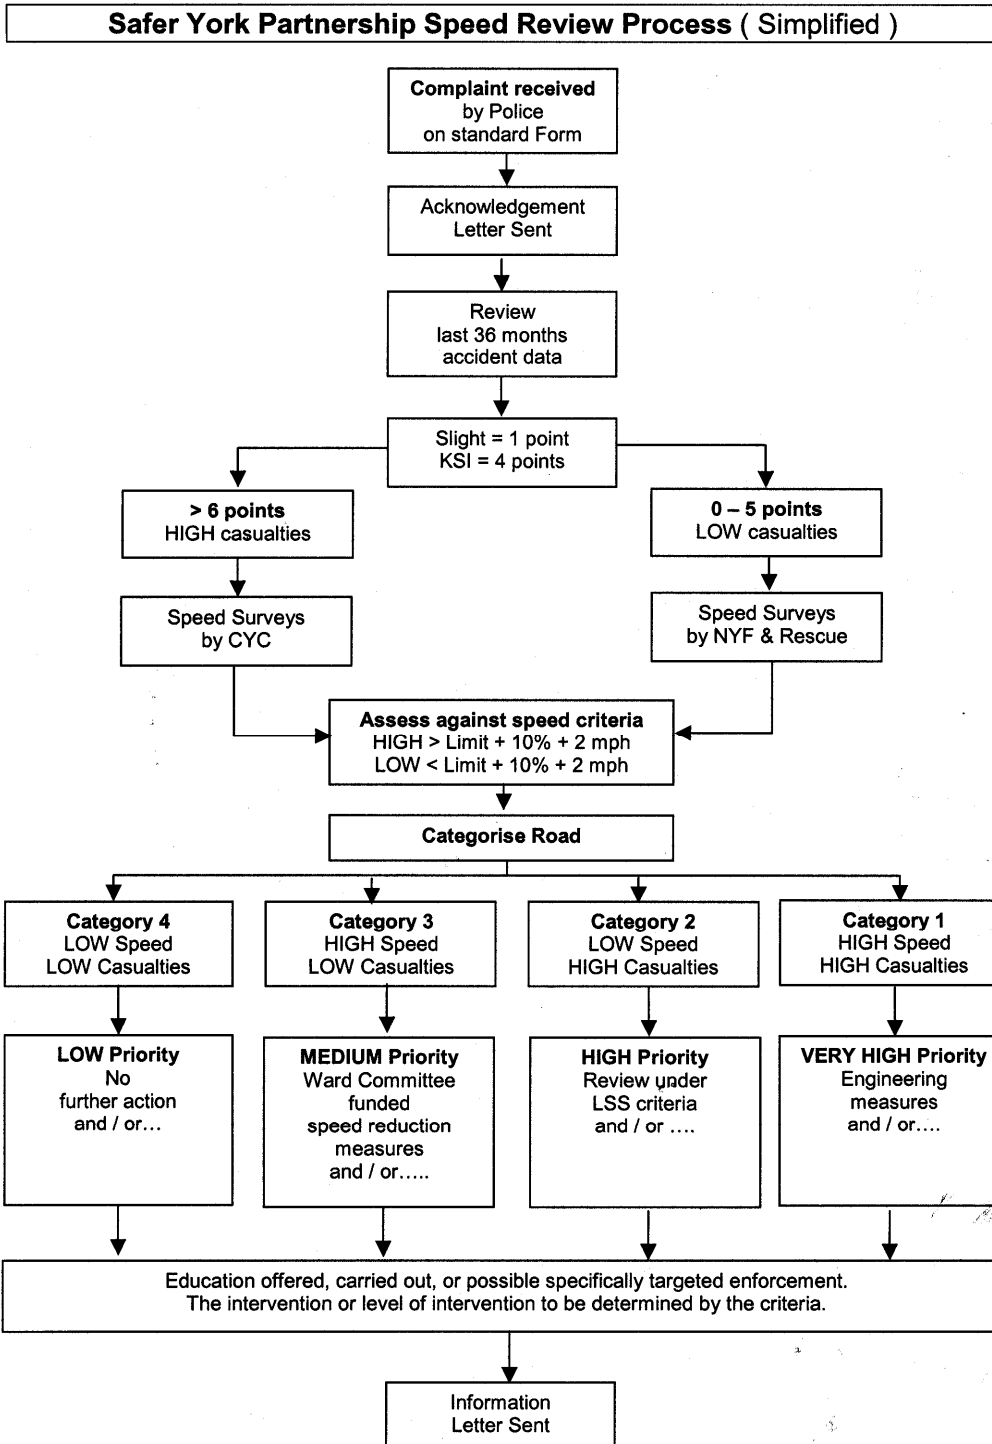 Safer York Partnership Speed Review Process ( Simplified )
Complaint received
by Police
on standard Form
Acknowledgement
Letter Sent
Review
last 36 months
accident data
Slight = 1 point
KSI = 4 points
> 6 points
HIGH casualties
0 – 5 points
LOW casualties
Speed Surveys
by CYC
Speed Surveys
by NYF & Rescue
Assess against speed criteria
HIGH > Limit + 10% + 2 mph
LOW < Limit + 10% + 2 mph
Categorise Road
Category 4
LOW Speed
LOW Casualties
Category 3
HIGH Speed
LOW Casualties
Category 2
LOW Speed
HIGH Casualties
Category 1
HIGH Speed
HIGH Casualties
LOW Priority
No
further action
and / or…
MEDIUM Priority
Ward Committee
funded
speed reduction
measures
and / or…..
HIGH Priority
Review under
LSS criteria
and / or ….
VERY HIGH Priority
Engineering
measures
and / or….
Education offered, carried out, or possible specifically targeted enforcement.
The intervention or level of intervention to be determined by the criteria.
Information
Letter Sent